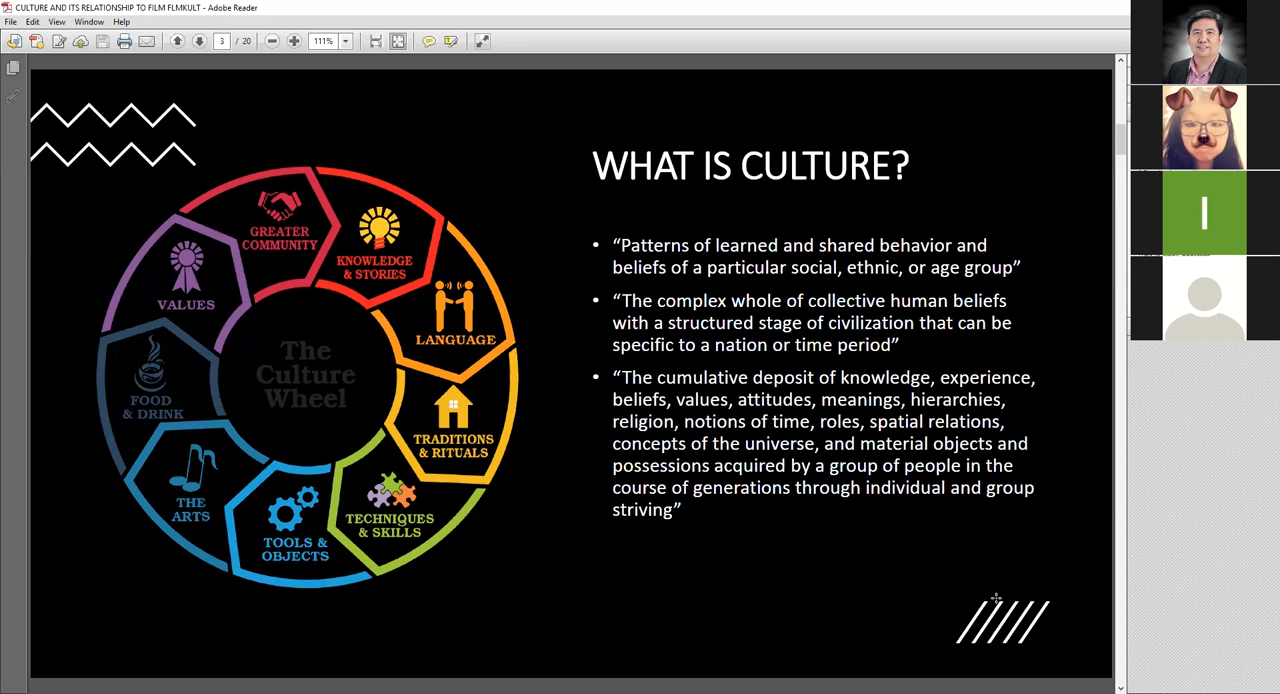 CULTURE AND ITS RELATIONSHIP TO FILM FLMKULT - Adobe Reader
File Edit View Window Help
3 / 20 111%
WHAT IS CULTURE?
• “Patterns of learned and shared behavior and
beliefs of a particular social, ethnic, or age group”
• “The complex whole of collective human beliefs
with a structured stage of civilization that can be
specific to a nation or time period”
• “The cumulative deposit of knowledge, experience,
beliefs, values, attitudes, meanings, hierarchies,
religion, notions of time, roles, spatial relations,
concepts of the universe, and material objects and
possessions acquired by a group of people in the
course of generations through individual and group
striving”
GREATER
COMMUNITY
KNOWLEDGE
& STORIES
LANGUAGE
TRADITIONS
& RITUALS
TECHNIQUES
& SKILLS
TOOLS &
OBJECTS
THE
ARTS
FOOD
& DRINK
VALUES
The
Culture
Wheel
I